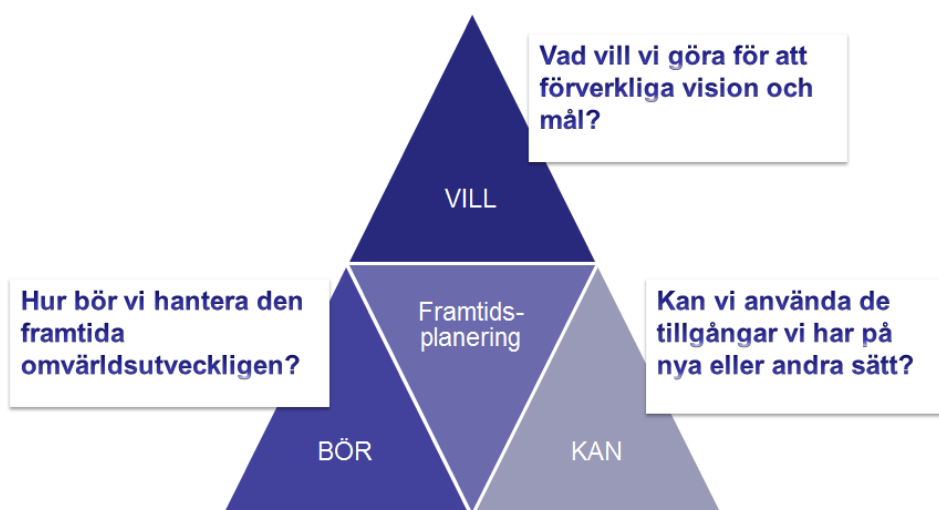 Vad vill vi göra för att
förverkliga vision och
mål?
VILL
Hur bör vi hantera den
framtida
omvärldsutveckligen?
Framtids-
planering
Kan vi använda de
tillgångar vi har på
nya eller andra sätt?
BÖR
KAN